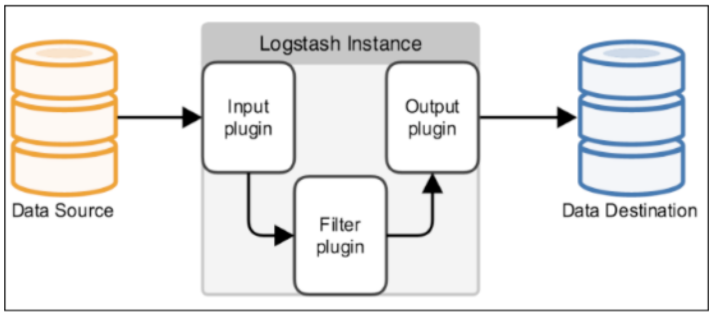 Logstash Instance
Input
plugin
Output
plugin
Filter
plugin
Data Source
Data Destination